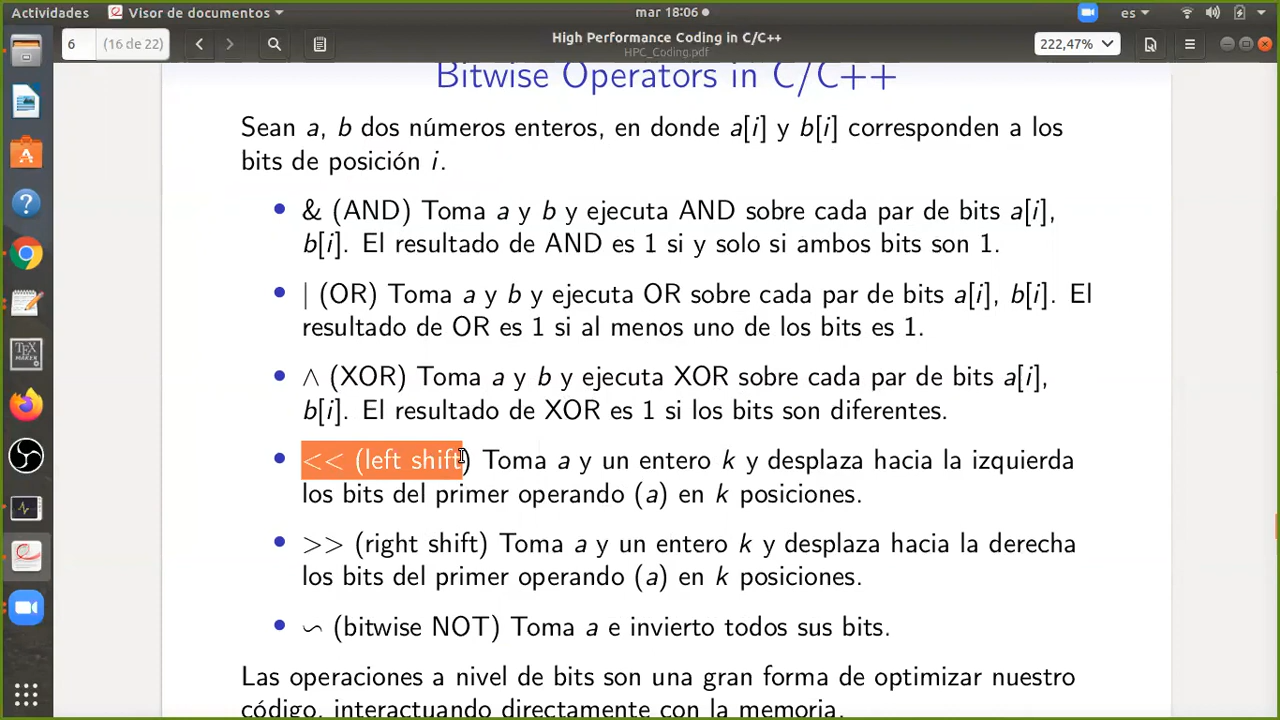 Actividades
Visor de documentos
mar 18:06
es
6
(16 de 22)
High Performance Coding in C/C++
HPC_Coding.pdf
222,47%
Bitwise Operators in C/C++
Sean a, b dos números enteros, en donde a[i] y b[i] corresponden a los
bits de posición i.
• & (AND) Toma a y b y ejecuta AND sobre cada par de bits a[i],
b[i]. El resultado de AND es 1 si y solo si ambos bits son 1.
• | (OR) Toma a y b y ejecuta OR sobre cada par de bits a[i], b[i]. El
resultado de OR es 1 si al menos uno de los bits es 1.
• ∧ (XOR) Toma a y b y ejecuta XOR sobre cada par de bits a[i],
b[i]. El resultado de XOR es 1 si los bits son diferentes.
• << (left shift) Toma a y un entero k y desplaza hacia la izquierda
los bits del primer operando (a) en k posiciones.
• >> (right shift) Toma a y un entero k y desplaza hacia la derecha
los bits del primer operando (a) en k posiciones.
• ∽ (bitwise NOT) Toma a e invierto todos sus bits.
Las operaciones a nivel de bits son una gran forma de optimizar nuestro
código, interactuando directamente con la memoria.